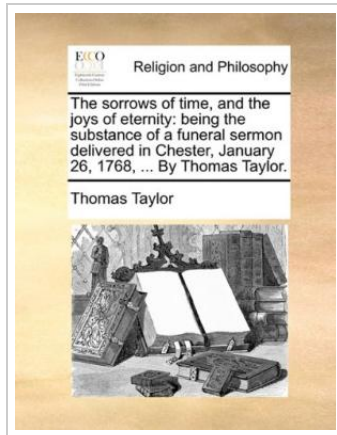 ECCO
Religion and Philosophy
The sorrows of time, and the
joys of eternity: being the
substance of a funeral sermon
delivered in Chester, January
26, 1768, ... By Thomas Taylor.
Thomas Taylor